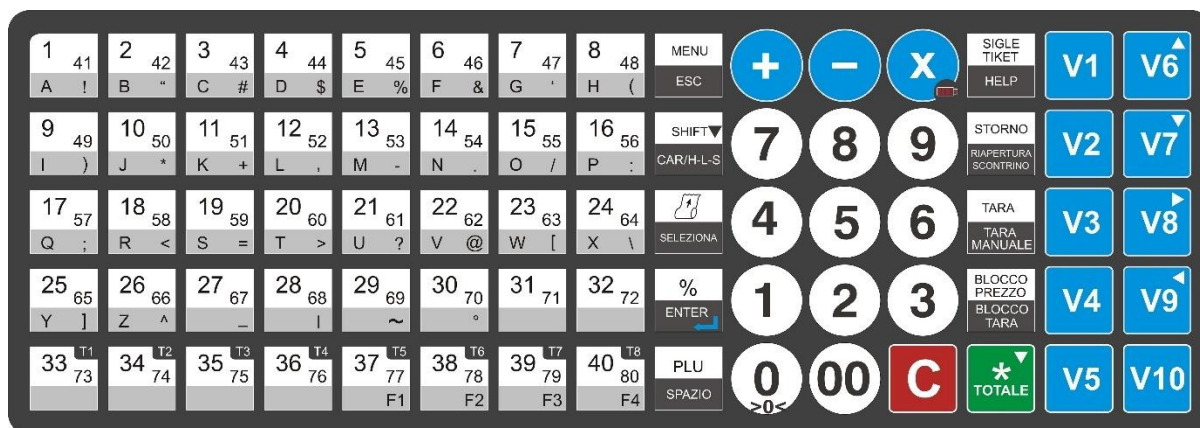 1 41 2 42 3 43 4 44 5 45 6 46 7 47 8 48 MENU + − X SIGLE TIKET V1 V6
A ! B “ C # D $ E % F & G ‘ H ( ESC HELP
9 49 10 50 11 51 12 52 13 53 14 54 15 55 16 56 SHIFT 7 8 9 STORNO V2 V7
I ) J * K + L , M - N . O / P : CAR/H-L-S RIAPERTURA SCONTRINO
17 57 18 58 19 59 20 60 21 61 22 62 23 63 24 64 4 5 6 TARA V3 V8
Q ; R < S = T > U ? V @ W [ X \ SELEZIONA TARA MANUALE
25 65 26 66 27 67 28 68 29 69 30 70 31 71 32 72 % 1 2 3 BLOCCO PREZZO V4 V9
Y ] Z ^ _ | ~ ° ENTER BLOCCO TARA
33 T1 73 34 T2 74 35 T3 75 36 T4 76 37 T5 77 38 T6 78 39 T7 79 40 T8 80 PLU 0 00 C * TOTALE V5 V10
F1 F2 F3 F4 SPAZIO >0<